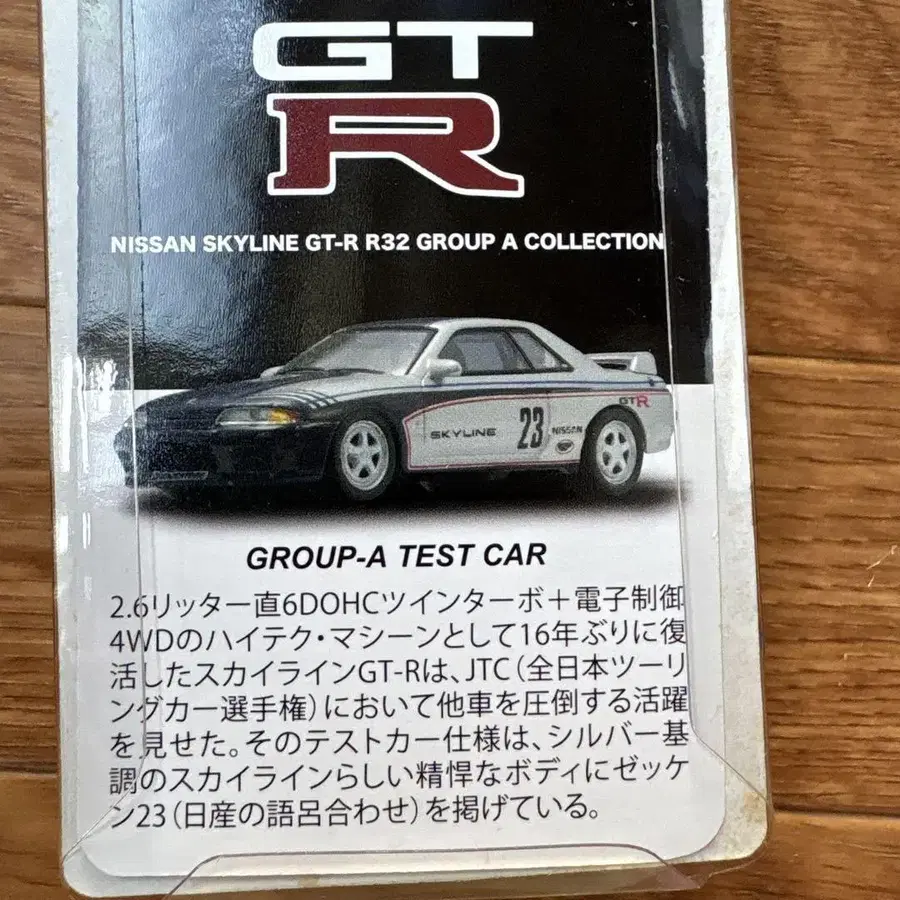 GT
R
NISSAN SKYLINE GT-R R32 GROUP A COLLECTION
SKYLINE
23
NISSAN
GTR
GROUP-A TEST CAR
2.6リッター直6DOHCツインターボ＋電子制御
4WDのハイテク・マシーンとして16年ぶりに復
活したスカイラインGT-Rは、JTC（全日本ツーリ
ングカー選手権）において他車を圧倒する活躍
を見せた。そのテストカー仕様は、シルバー基
調のスカイラインらしい精悍なボディにゼッケ
ン23（日産の語呂合わせ）を掲げている。